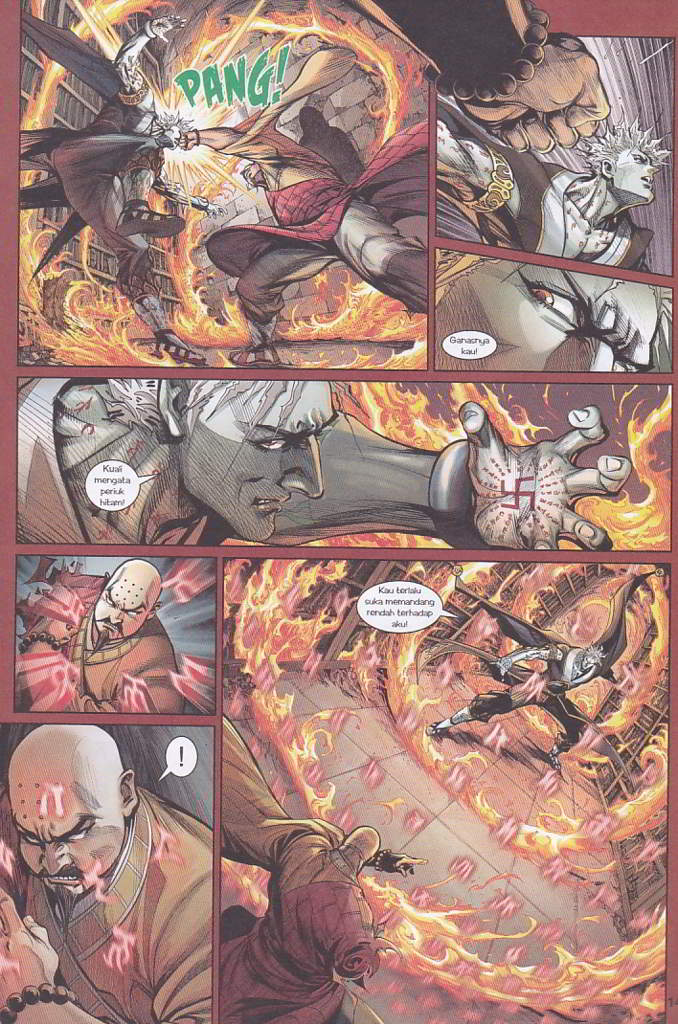 PANG!
Ganasnya
kau!
Kuali
mengata
periuk
hitam!
Kau terlalu
suka memandang
rendah terhadap
aku!
!